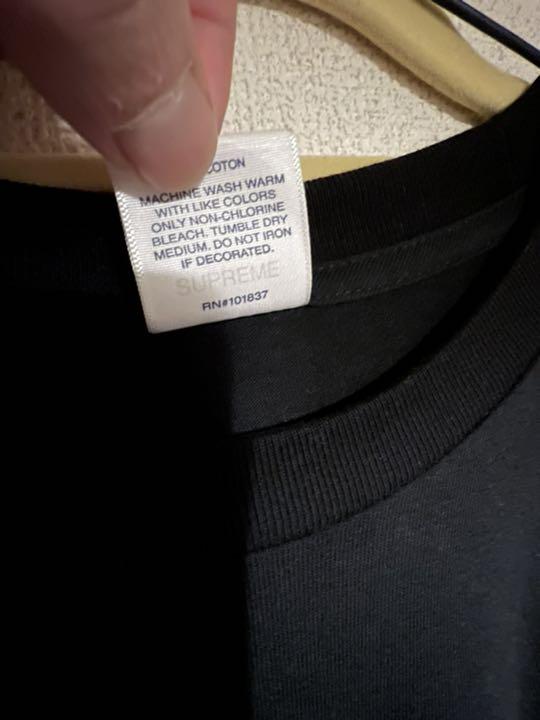 COTON
MACHINE WASH WARM
WITH LIKE COLORS
ONLY NON-CHLORINE
BLEACH. TUMBLE DRY
MEDIUM. DO NOT IRON
IF DECORATED.
SUPREME
RN#101837